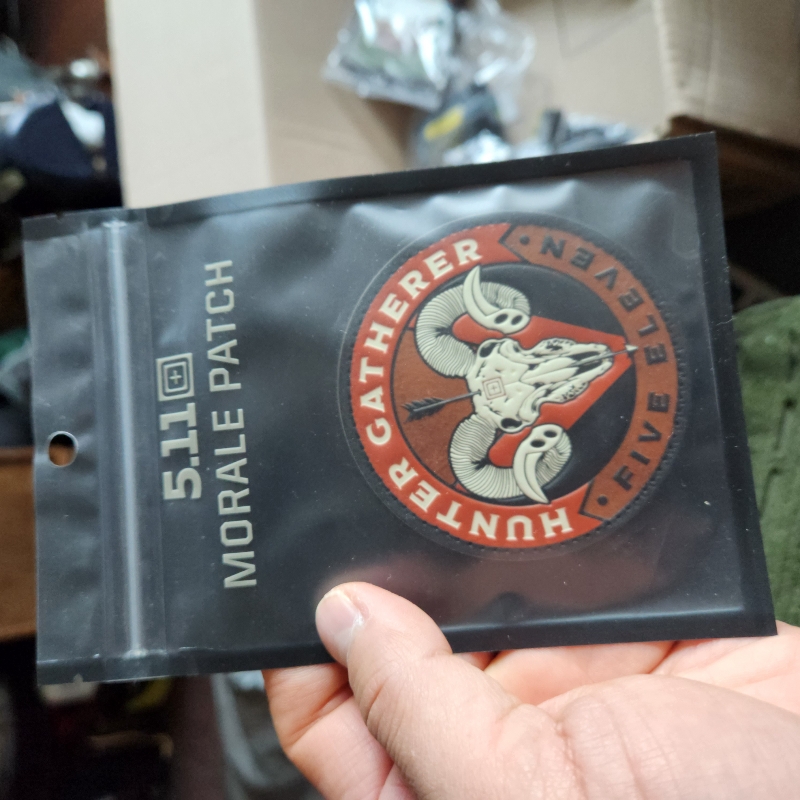 5.11
MORALE PATCH
HUNTER GATHERER
FIVE ELEVEN